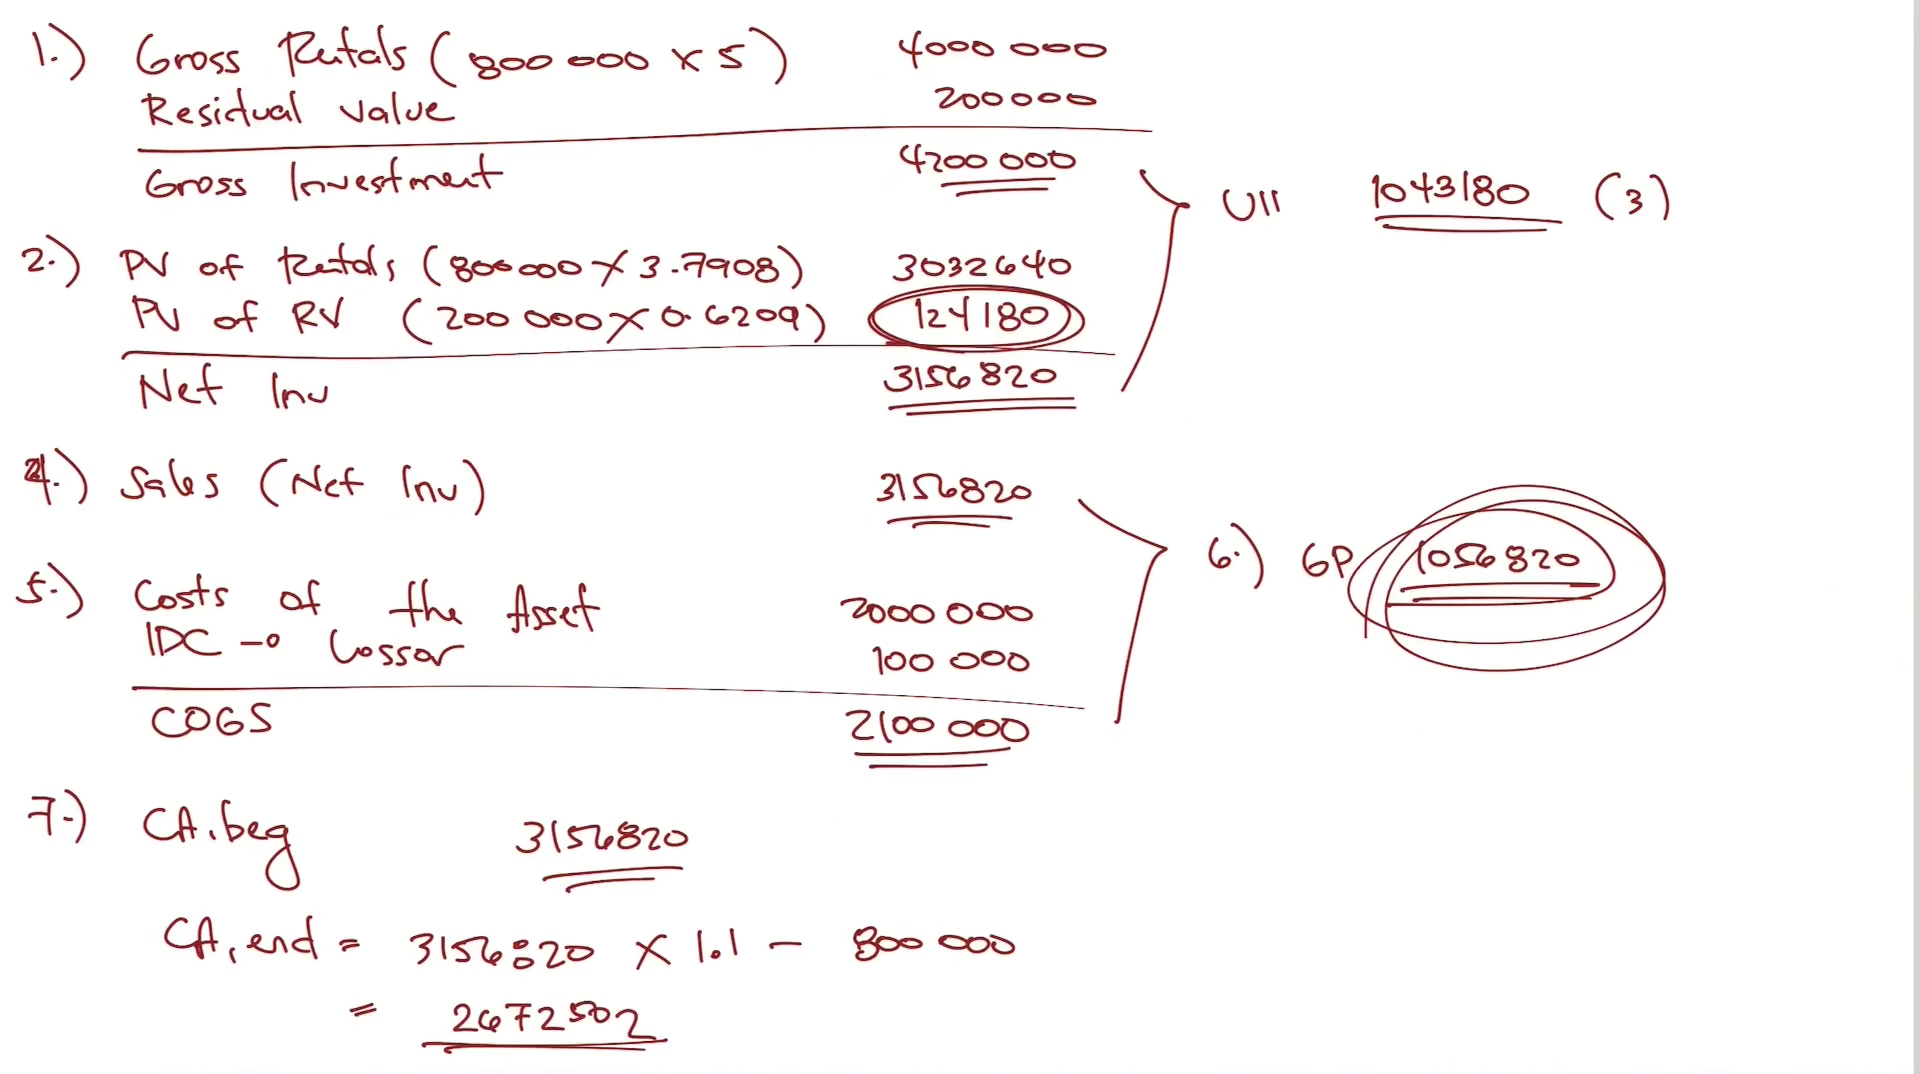 1.) Gross Rentals (800 000 x 5) 4000 000
Residual value 200000
Gross Investment 4200 000
UII 1043180 (3)
2.) PV of Rentals (800000 x 3.7908) 3032640
PV of RV (200 000 x 0.6209) 124180
Net Inv 3156820
4.) Sales (Net Inv) 3156820
5.) Costs of the Asset 2000 000
IDC → Lessor 100 000
6.) GP 1056820
COGS 2100 000
7.) CA, beg 3156820
CA, end = 3156820 x 1.1 - 800 000
= 2672502